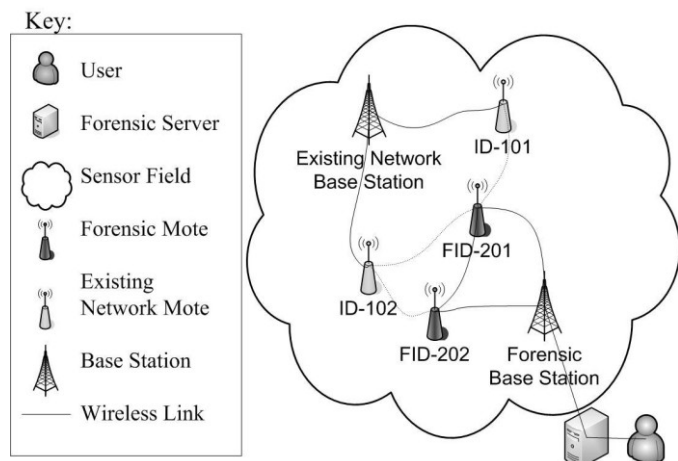 Key:
User
Forensic Server
Sensor Field
Forensic Mote
Existing
Network Mote
Base Station
Wireless Link
ID-101
Existing Network
Base Station
FID-201
ID-102
FID-202
Forensic
Base Station